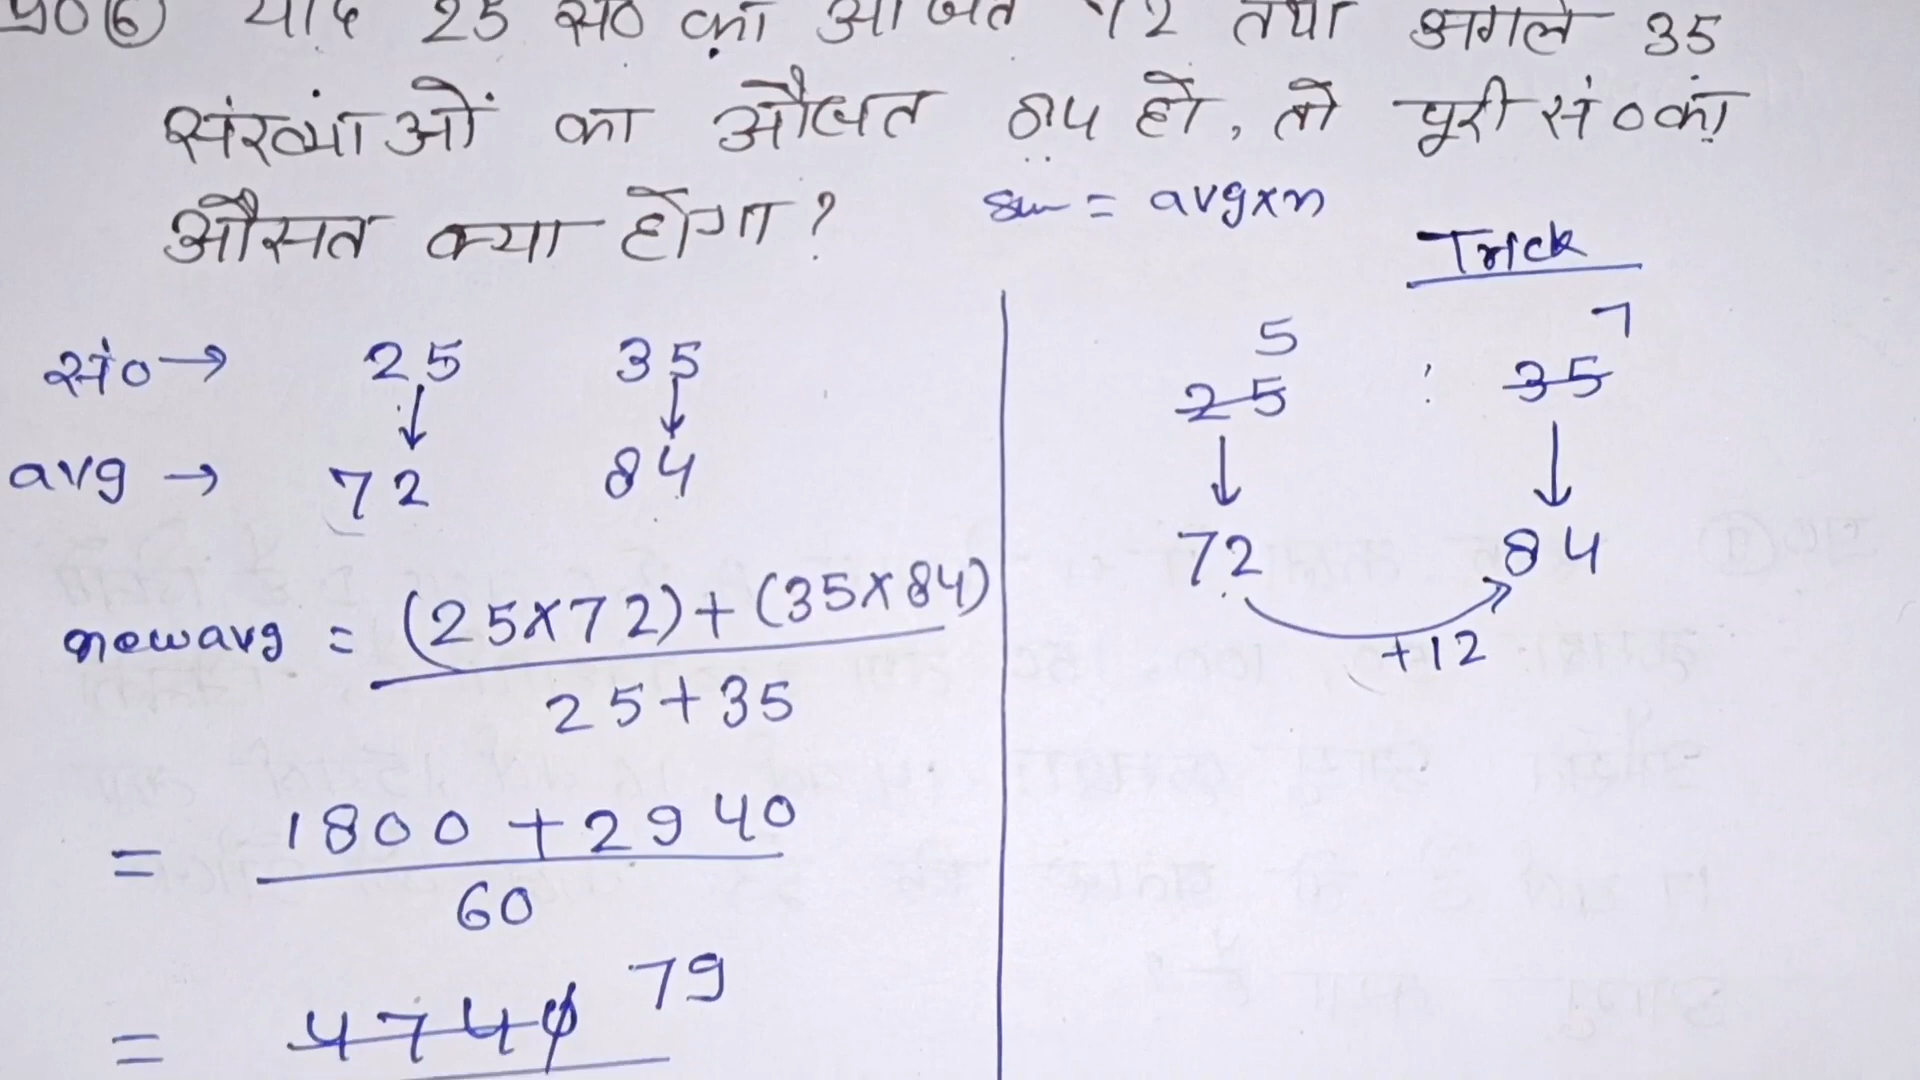 प्र०⑥ यदि 25 सं० का औसत 72 तथा अगले 35
संख्यांओं का औसत 84 हो, तो पूरी सं० का
औसत क्या होगा?
sum = avg×n
Trick
सं०→ 25 35
avg → 72 84
newavg = (25×72)+(35×84)
25+35
= 1800+2940
60
= 4740 79
5 7
25 : 35
72 84
+12